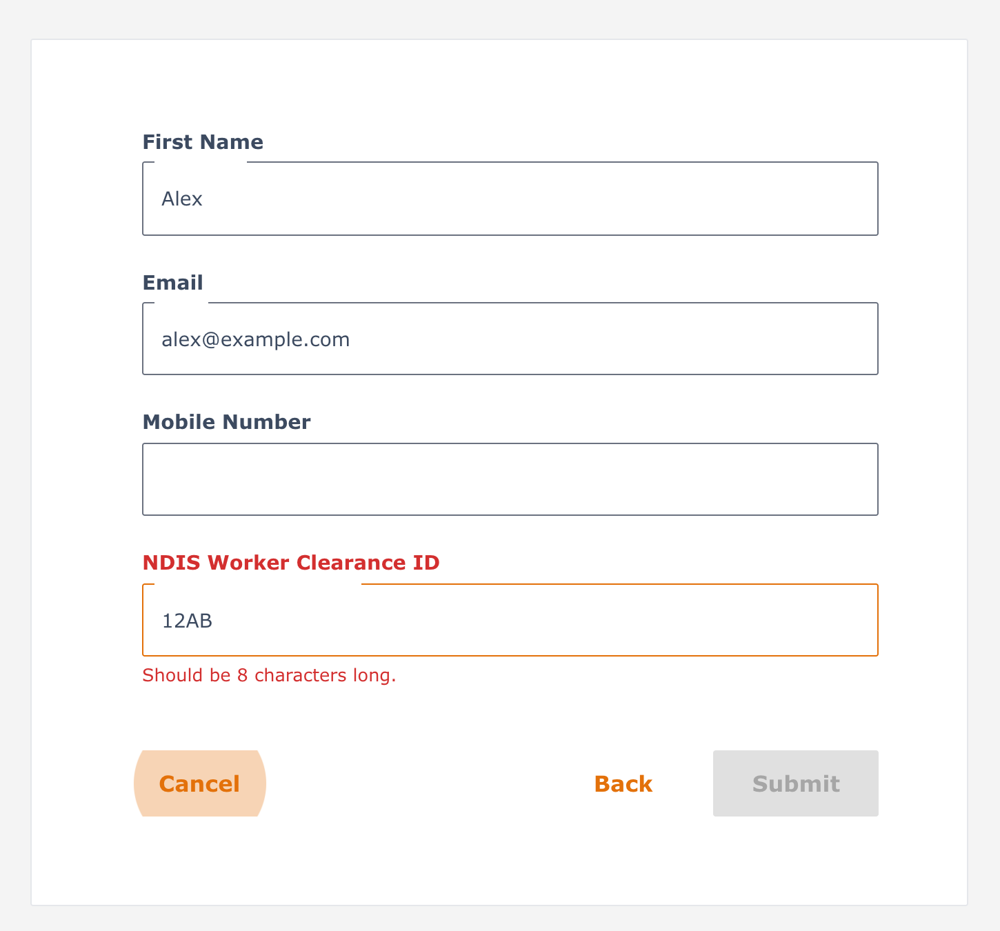 First Name
Alex
Email
alex@example.com
Mobile Number
NDIS Worker Clearance ID
12AB
Should be 8 characters long.
Cancel Back Submit